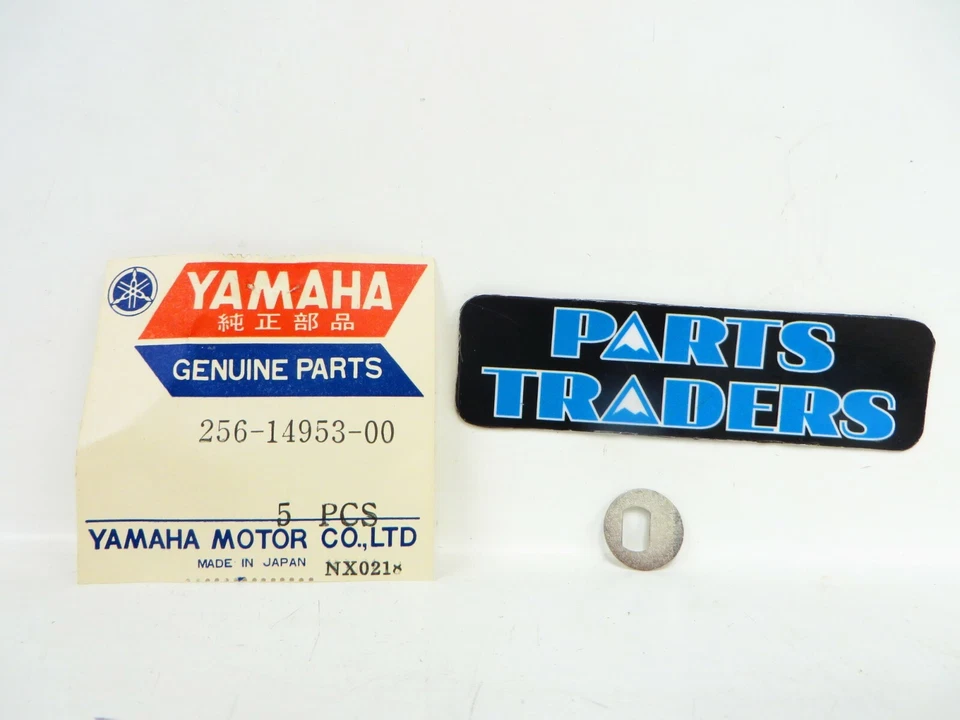 YAMAHA
純正部品
GENUINE PARTS
256-14953-00
5 PCS
YAMAHA MOTOR CO.,LTD
MADE IN JAPAN
NX0218
PARTS
TRADERS